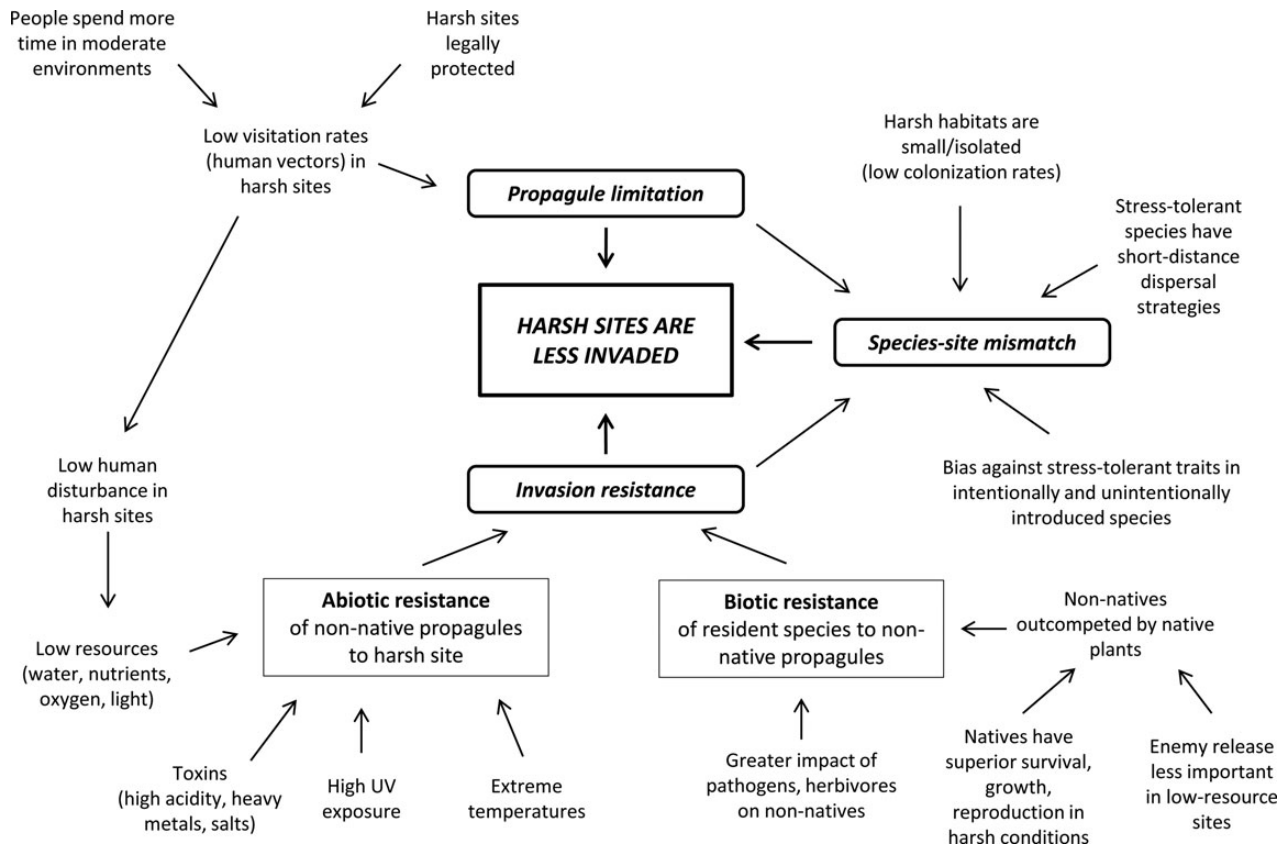 People spend more
time in moderate
environments
Harsh sites
legally
protected
Low visitation rates
(human vectors) in
harsh sites
Harsh habitats are
small/isolated
(low colonization rates)
Propagule limitation
Stress-tolerant
species have
short-distance
dispersal
strategies
HARSH SITES ARE
LESS INVADED
Species-site mismatch
Low human
disturbance in
harsh sites
Invasion resistance
Bias against stress-tolerant traits in
intentionally and unintentionally
introduced species
Abiotic resistance
of non-native propagules
to harsh site
Biotic resistance
of resident species to non-
native propagules
Non-natives
outcompeted by native
plants
Low resources
(water, nutrients,
oxygen, light)
Toxins
(high acidity, heavy
metals, salts)
High UV
exposure
Extreme
temperatures
Greater impact of
pathogens, herbivores
on non-natives
Natives have
superior survival,
growth,
reproduction in
harsh conditions
Enemy release
less important
in low-resource
sites